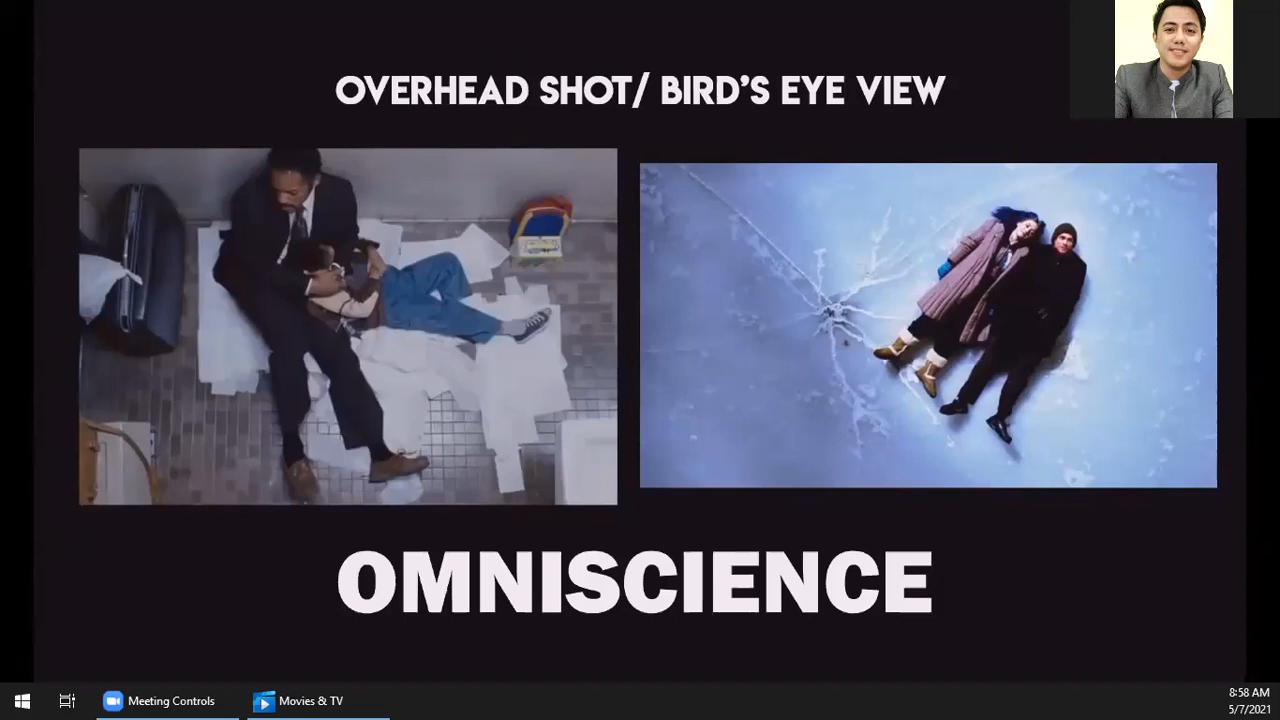 OVERHEAD SHOT/ BIRD'S EYE VIEW
OMNISCIENCE
Meeting Controls
Movies & TV
8:58 AM
5/7/2021